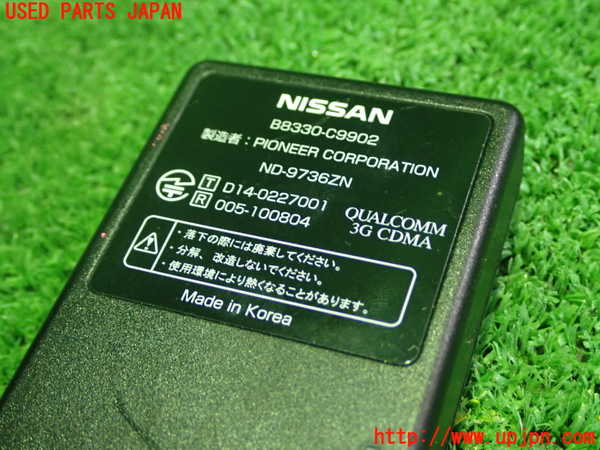 USED PARTS JAPAN
NISSAN
B8330-C9902
製造者：PIONEER CORPORATION
ND-9736ZN
T D14-0227001
R 005-100804
QUALCOMM
3G CDMA
・落下の際には廃棄してください。
・分解、改造しないでください。
・使用環境により熱くなることがあります。
Made in Korea
http://www.upjpn.com/